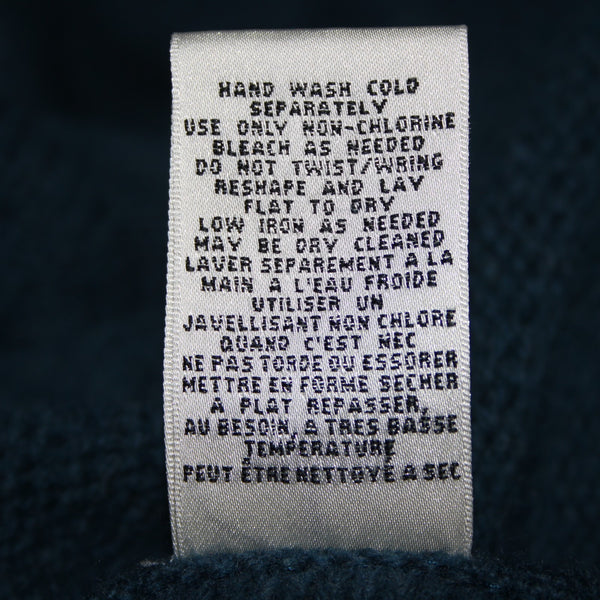 HAND WASH COLD
SEPARATELY
USE ONLY NON-CHLORINE
BLEACH AS NEEDED
DO NOT TWIST/WRING
RESHAPE AND LAY
FLAT TO DRY
LOW IRON AS NEEDED
MAY BE DRY CLEANED
LAVER SEPAREMENT A LA
MAIN A L'EAU FROIDE
UTILISER UN
JAVELLISANT NON CHLORE
QUAND C'EST NEC
NE PAS TORDE OU ESSORER
METTRE EN FORME SECHER
A PLAT REPASSER,
AU BESOIN, A TRES BASSE
TEMPERATURE
PEUT ÊTRE NETTOYÉ A SEC